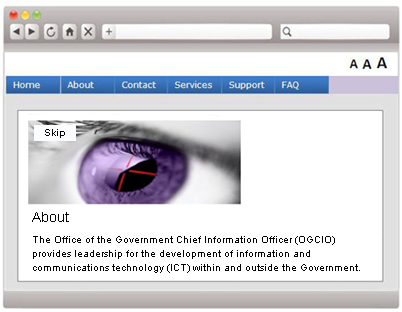 A A A
Home About Contact Services Support FAQ
Skip
About
The Office of the Government Chief Information Officer (OGCIO)
provides leadership for the development of information and
communications technology (ICT) within and outside the Government.